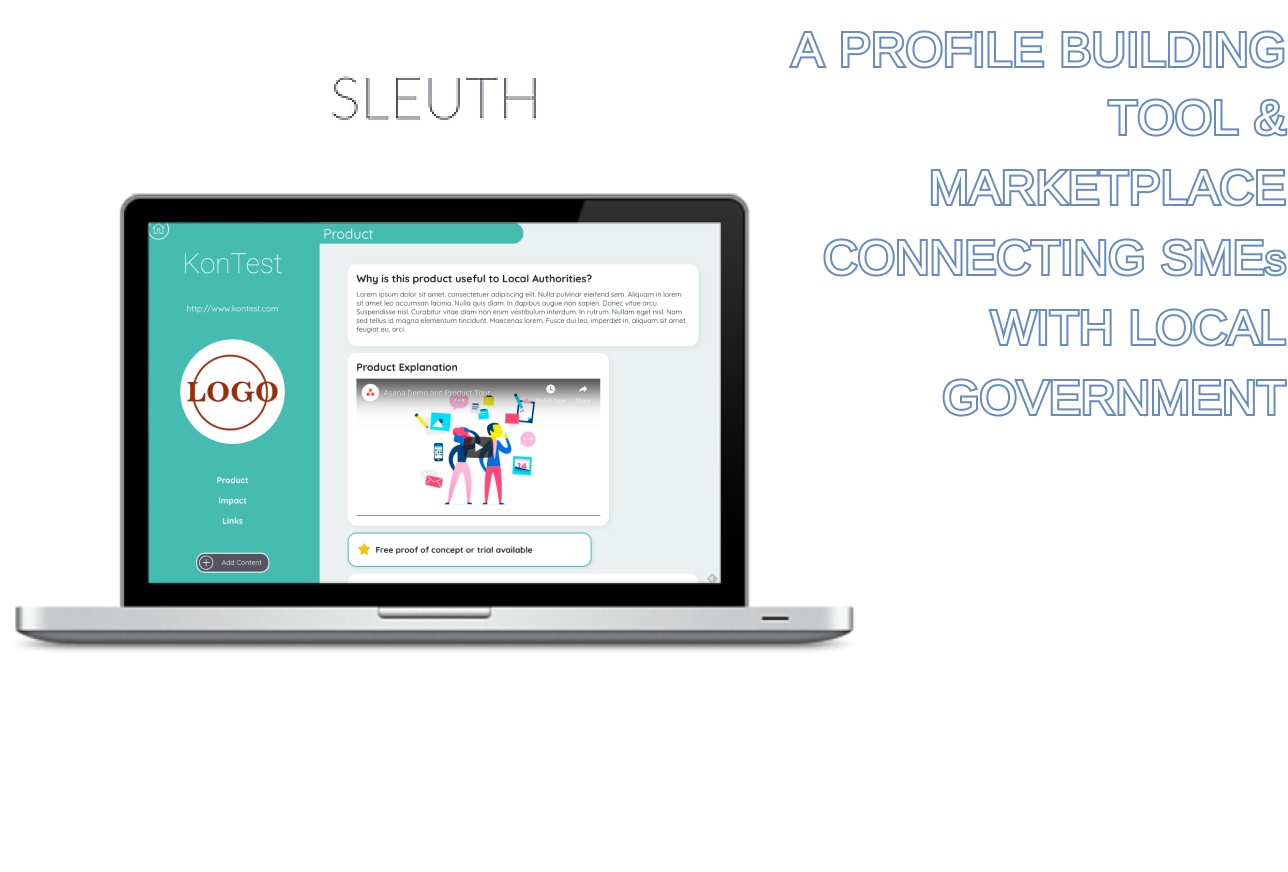 SLEUTH
A PROFILE BUILDING
TOOL &
MARKETPLACE
CONNECTING SMEs
WITH LOCAL
GOVERNMENT
KonTest
http://www.kontest.com
LOGO
Product
Impact
Links
Add Content
Product
Why is this product useful to Local Authorities?
Lorem ipsum dolor sit amet, consectetuer adipiscing elit. Nulla pulvinar eleifend sem. Aliquam in lorem
sit amet leo accumsan lacinia. Nulla quis diam. In dapibus augue non sapien. Donec vitae arcu.
Suspendisse nisl. Curabitur vitae diam non enim vestibulum interdum. In rutrum. Nullam eget nisl. Nam
sed tellus id magna elementum tincidunt. Maecenas lorem. Fusce dui leo, imperdiet in, aliquam sit amet,
feugiat eu, orci.
Product Explanation
Asana Demo and Product Tour
14
Free proof of concept or trial available